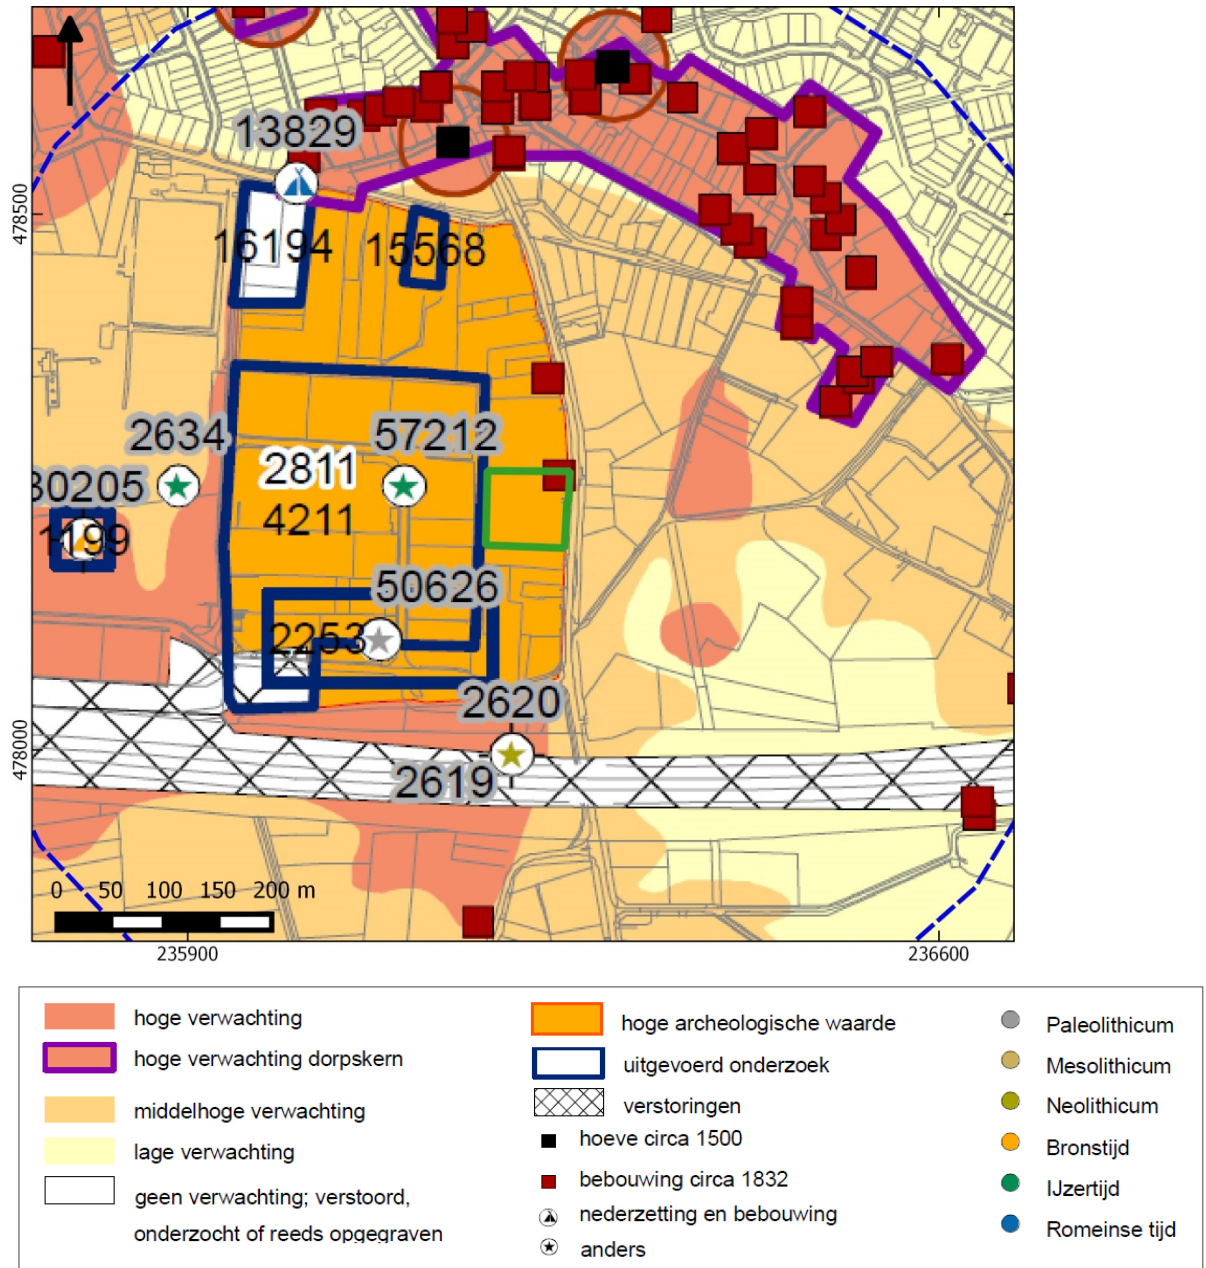 13829
478500
16194
15568
2634
57212
2811
30205
4211
1199
50626
2253
2620
478000
2619
0 50 100 150 200 m
235900
236600
hoge verwachting
hoge verwachting dorpskern
middelhoge verwachting
lage verwachting
geen verwachting; verstoord,
onderzocht of reeds opgegraven
hoge archeologische waarde
uitgevoerd onderzoek
verstoringen
hoeve circa 1500
bebouwing circa 1832
nederzetting en bebouwing
anders
Paleolithicum
Mesolithicum
Neolithicum
Bronstijd
IJzertijd
Romeinse tijd